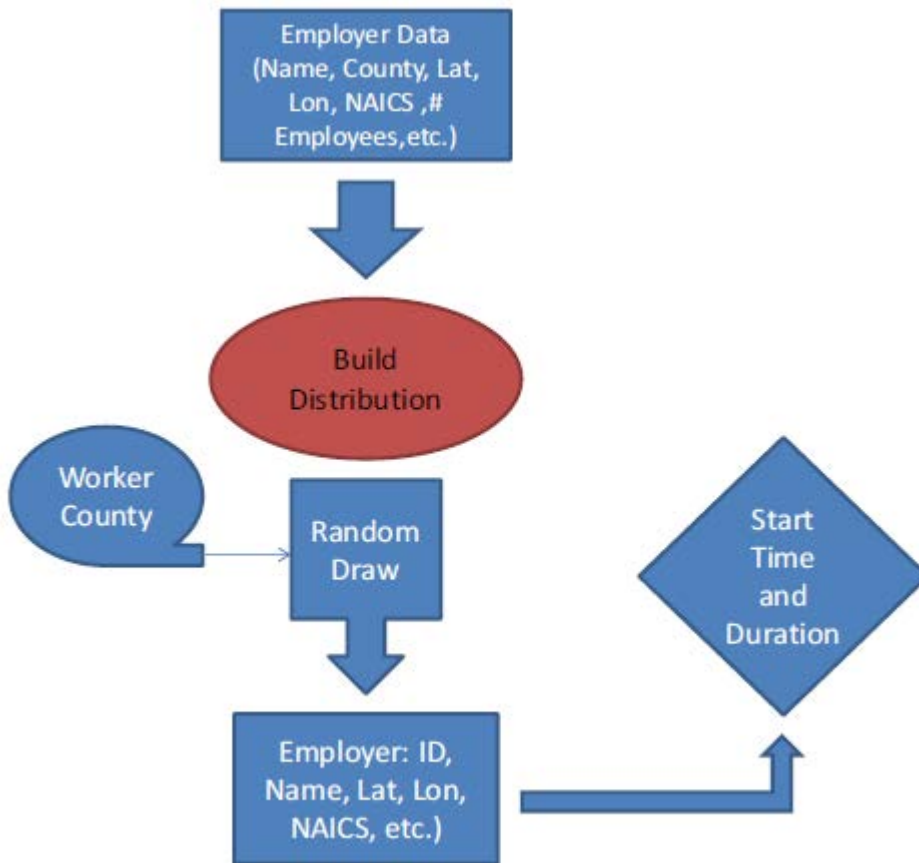 Employer Data
(Name, County, Lat,
Lon, NAICS ,#
Employees,etc.)
Build
Distribution
Worker
County
Random
Draw
Start
Time
and
Duration
Employer: ID,
Name, Lat, Lon,
NAICS, etc.)